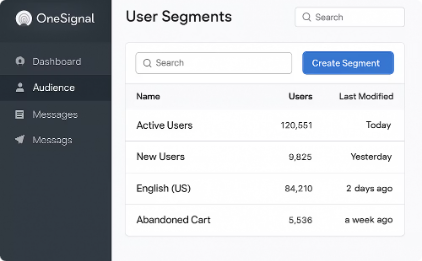 OneSignal
Dashboard
Audience
Messages
Messags
User Segments
Search
Search
Create Segment
Name Users Last Modified
Active Users 120,551 Today
New Users 9,825 Yesterday
English (US) 84,210 2 days ago
Abandoned Cart 5,536 a week ago